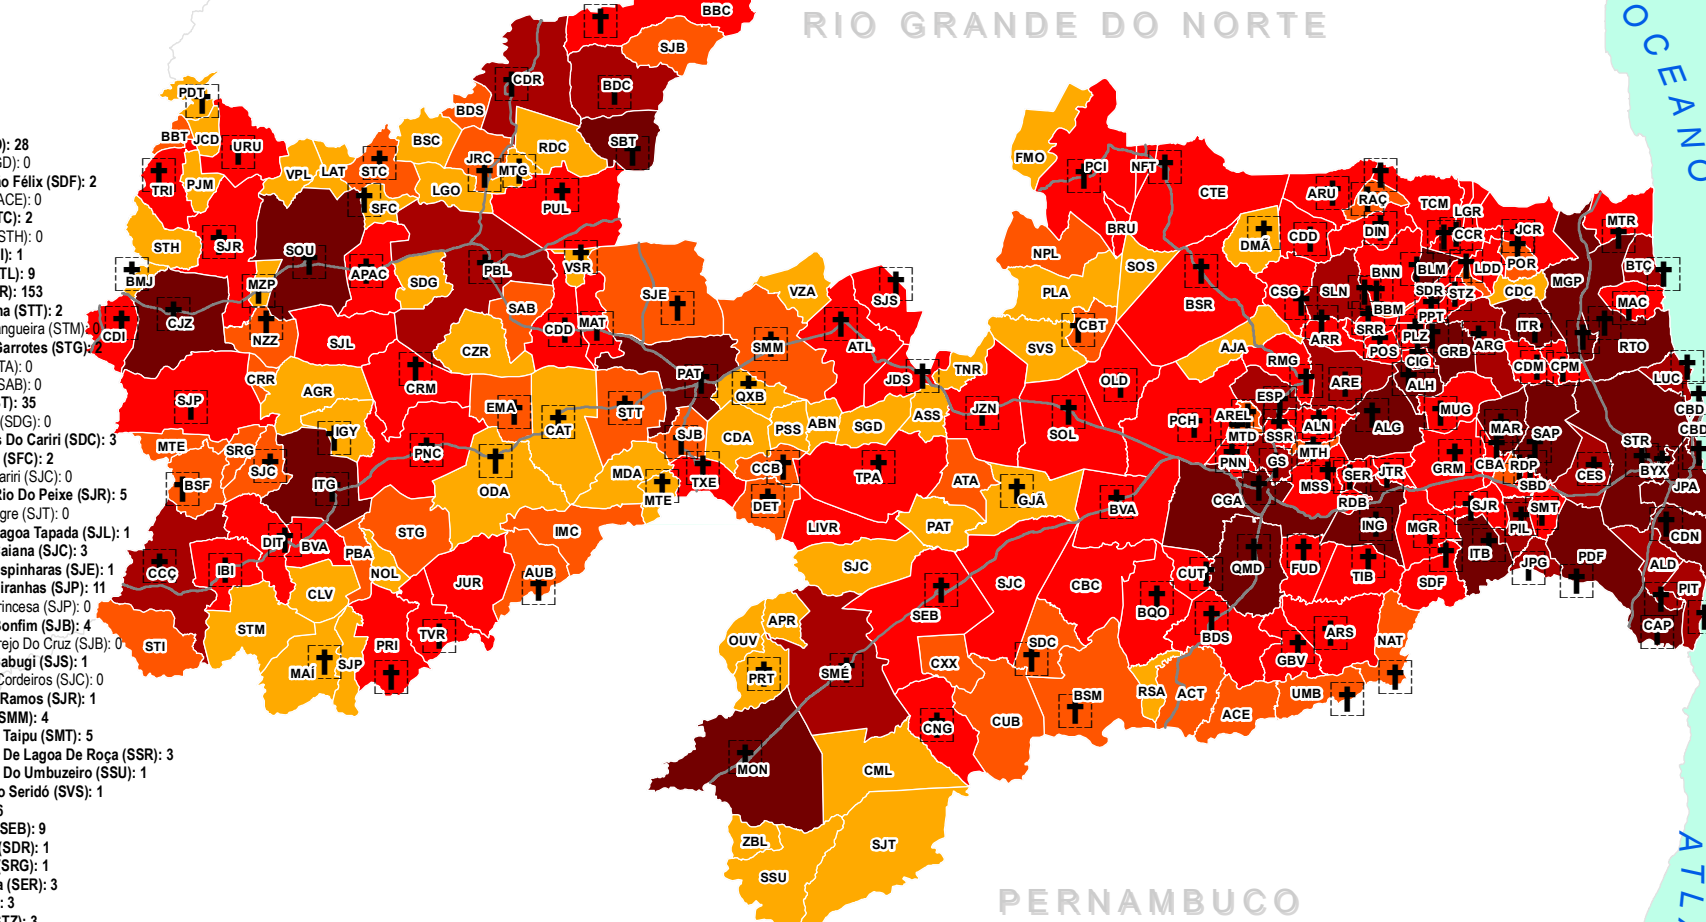 RIO GRANDE DO NORTE
OCEANO
ATL
PERNAMBUCO
): 28
D): 0
o Félix (SDF): 2
ACE): 0
TC): 2
STH): 0
I): 1
TL): 9
R): 153
na (STT): 2
angueira (STM): 0
Garrotes (STG): 2
TA): 0
SAB): 0
ST): 35
(SDG): 0
s Do Cariri (SDC): 3
(SFC): 2
ariri (SJC): 0
Rio Do Peixe (SJR): 5
gre (SJT): 0
agoa Tapada (SJL): 1
aiana (SJC): 3
spinharas (SJE): 1
iranhas (SJP): 11
rincesa (SJP): 0
Bonfim (SJB): 4
rejo Do Cruz (SJB): 0
abugi (SJS): 1
Cordeiros (SJC): 0
Ramos (SJR): 1
SMM): 4
Taipu (SMT): 5
De Lagoa De Roça (SSR): 3
Do Umbuzeiro (SSU): 1
o Seridó (SVS): 1
6
SEB): 9
(SDR): 1
(SRG): 1
a (SER): 3
: 3
STZ): 3
BBC
SJB
CDR
BDC
PDT
BDS
BBT
JCD
URU
BSC
RDC
SBT
JRC
MTG
TRI
PJM
VPL
LAT
STC
LGO
SFC
PUL
STH
SJR
SOU
BMJ
MZP
APAC
SDG
PBL
VSR
CJZ
CDI
NZZ
SJL
SAB
CDD
MAT
SJE
CZR
VZA
SJS
SMM
ATL
CRR
CRM
AGR
SJP
EMA
CAT
STT
PAT
QXB
JDS
TNR
IGY
MTE
SRG
SJC
PNC
SJB
CDA
PSS
ABN
SGD
ASS
BSF
ITG
ODA
MDA
MTE
TXE
CCB
DET
TPA
LIVR
DIT
BVA
STG
IMC
PBA
NOL
CCÇ
IBI
CLV
JUR
AUB
STM
STI
PRI
TVR
MAÍ
SJP
FMO
PCI
NFT
CTE
ARU
RAÇ
TCM
LGR
MTR
BRU
DMÃ
CDD
DIN
CCR
JCR
NPL
SOS
PLA
BSR
BNN
BLM
LDD
POR
BTÇ
CSG
SLN
SDR
STZ
CDC
MGP
MAC
CBT
BBM
PPT
SVS
AJA
ARR
SRR
PLZ
ITR
RTO
POS
GRB
ARG
RMG
CIG
CDM
CPM
LUC
OLD
ESP
ARE
ALH
CBD
JZN
SOL
PCH
AREL
MTD
SSR
ALN
ALG
MUG
MAR
SAP
CBD
STR
PNN
GS
MTH
GRM
CBA
RDP
BYX
ATA
GJÃ
MSS
SER
JTR
SBD
CES
JPA
PAT
BVA
CGA
RDB
SJR
SMT
ING
MGR
PIL
CDN
SJC
QMD
FUD
TIB
ITB
JPG
PDF
ALD
CUT
SDF
PIT
APR
SEB
SJC
CBC
BQO
BDS
ARS
NAT
CAP
OUV
PRT
SMÉ
CXX
SDC
GBV
CNG
CUB
BSM
RSA
ACT
ACE
UMB
MON
CML
ZBL
SJT
SSU